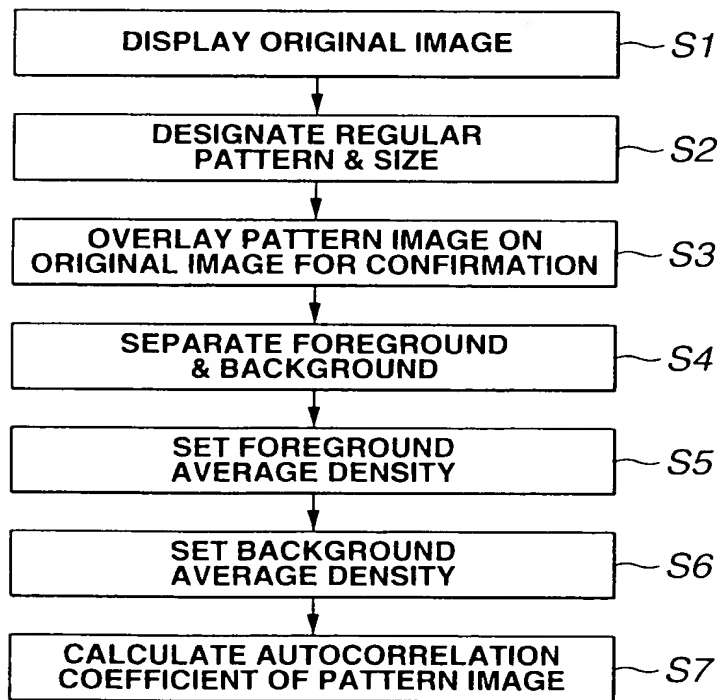 DISPLAY ORIGINAL IMAGE S1
DESIGNATE REGULAR
PATTERN & SIZE S2
OVERLAY PATTERN IMAGE ON
ORIGINAL IMAGE FOR CONFIRMATION S3
SEPARATE FOREGROUND
& BACKGROUND S4
SET FOREGROUND
AVERAGE DENSITY S5
SET BACKGROUND
AVERAGE DENSITY S6
CALCULATE AUTOCORRELATION
COEFFICIENT OF PATTERN IMAGE S7